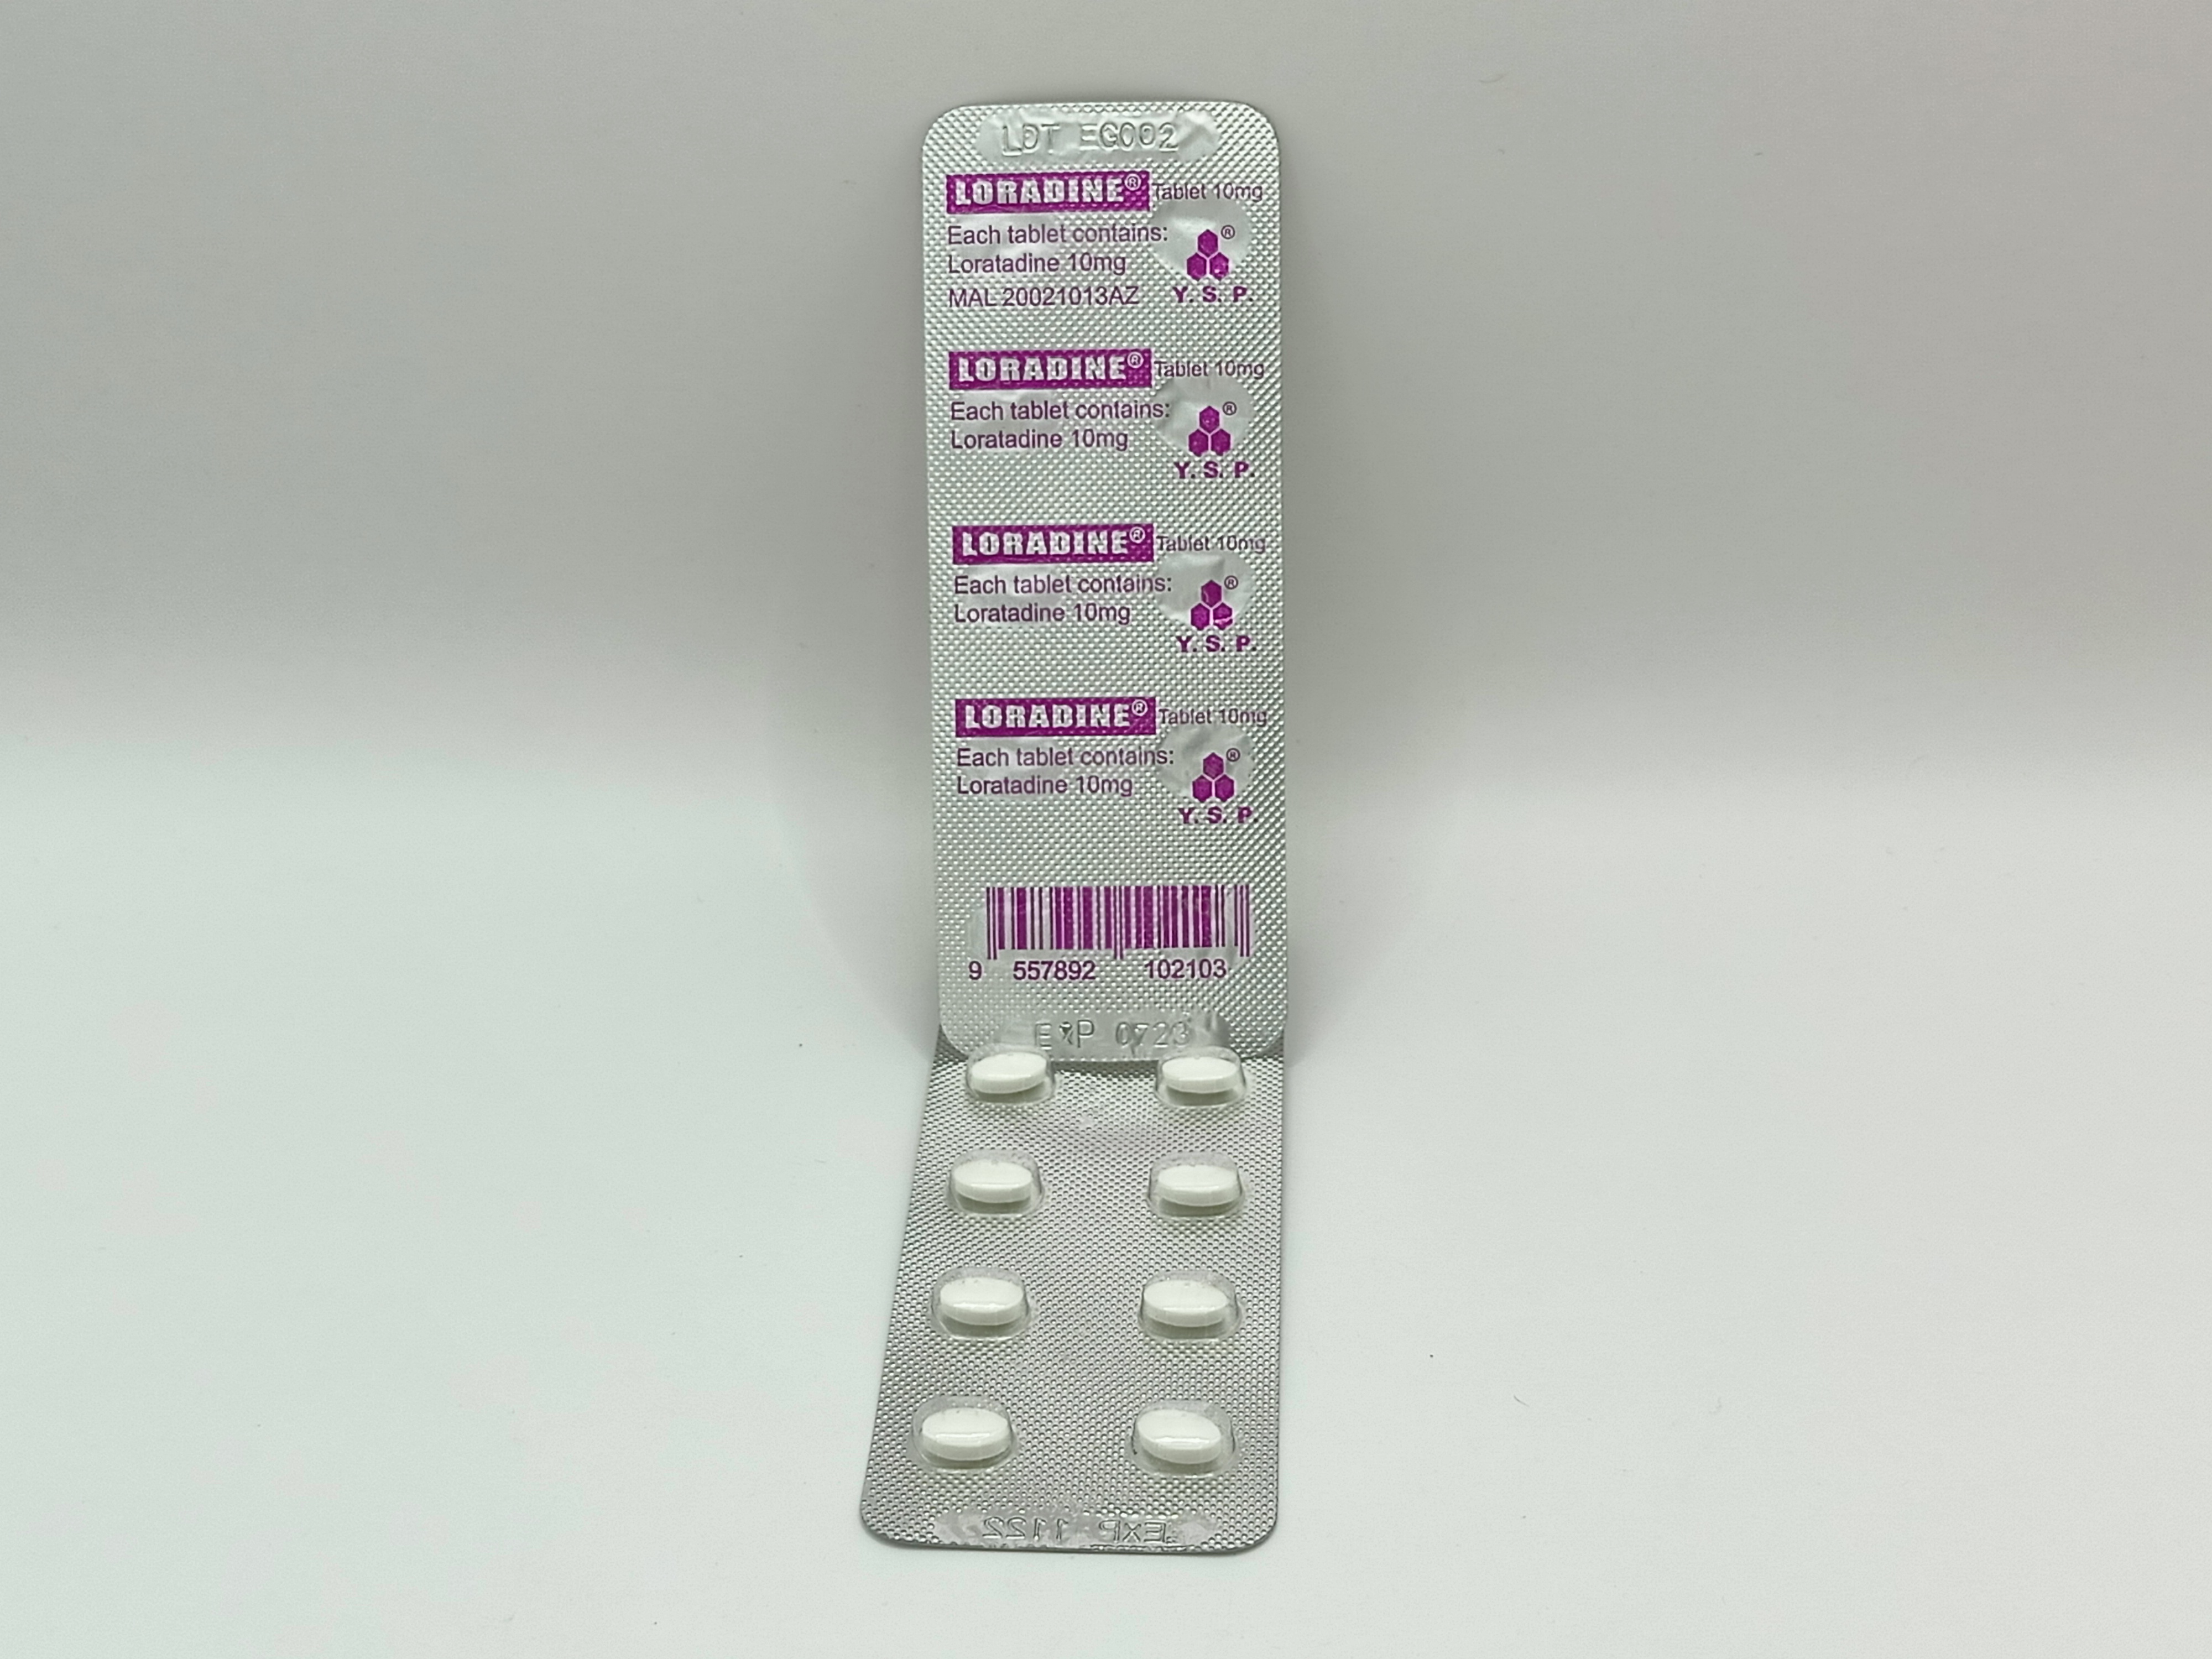 LOT EG002
LORADINE® Tablet 10mg
Each tablet contains:
Loratadine 10mg
MAL 20021013AZ
®
Y. S. P.
LORADINE® Tablet 10mg
Each tablet contains:
Loratadine 10mg
®
Y. S. P.
LORADINE® Tablet 10mg
Each tablet contains:
Loratadine 10mg
®
Y. S. P.
LORADINE® Tablet 10mg
Each tablet contains:
Loratadine 10mg
®
Y. S. P.
9 557892 102103
EXP 0723
EXP 1122